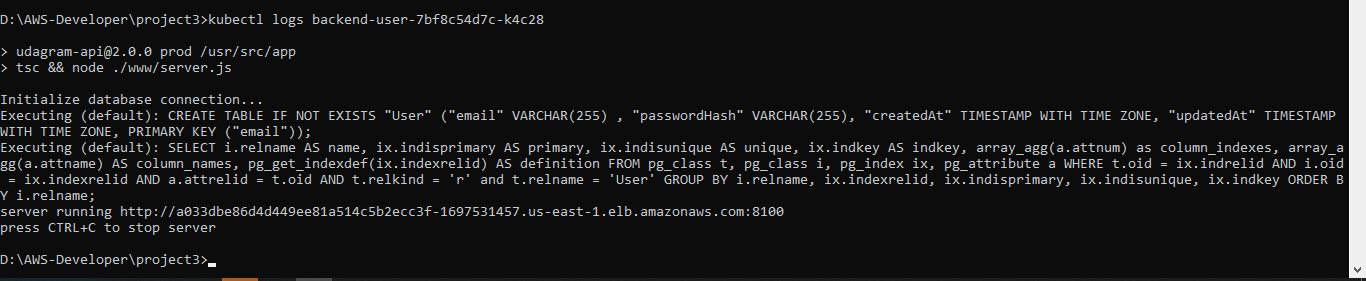 D:\AWS-Developer\project3>kubectl logs backend-user-7bf8c54d7c-k4c28
> udagram-api@2.0.0 prod /usr/src/app
> tsc && node ./www/server.js
Initialize database connection...
Executing (default): CREATE TABLE IF NOT EXISTS "User" ("email" VARCHAR(255) , "passwordHash" VARCHAR(255), "createdAt" TIMESTAMP WITH TIME ZONE, "updatedAt" TIMESTAMP
WITH TIME ZONE, PRIMARY KEY ("email"));
Executing (default): SELECT i.relname AS name, ix.indisprimary AS primary, ix.indisunique AS unique, ix.indkey AS indkey, array_agg(a.attnum) as column_indexes, array_a
gg(a.attname) AS column_names, pg_get_indexdef(ix.indexrelid) AS definition FROM pg_class t, pg_class i, pg_index ix, pg_attribute a WHERE t.oid = ix.indrelid AND i.oid
= ix.indexrelid AND a.attrelid = t.oid AND t.relkind = 'r' and t.relname = 'User' GROUP BY i.relname, ix.indexrelid, ix.indisprimary, ix.indisunique, ix.indkey ORDER B
Y i.relname;
server running http://a033dbe86d4d449ee81a514c5b2ecc3f-1697531457.us-east-1.elb.amazonaws.com:8100
press CTRL+C to stop server
D:\AWS-Developer\project3>